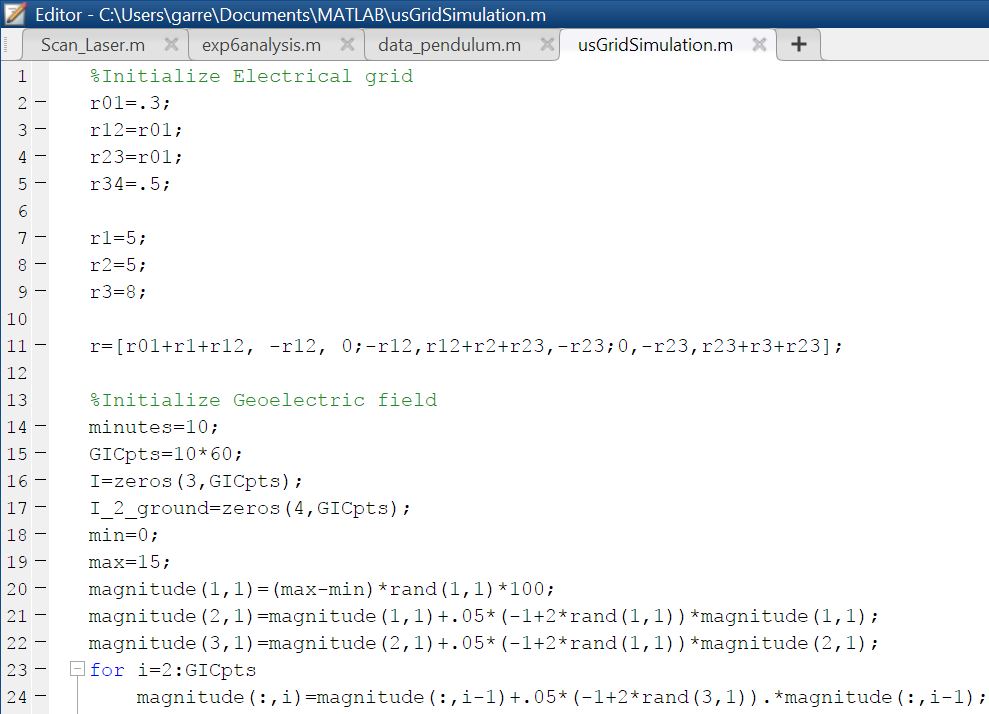 Editor - C:\Users\garre\Documents\MATLAB\usGridSimulation.m
Scan_Laser.m exp6analysis.m data_pendulum.m usGridSimulation.m +
1 %Initialize Electrical grid
2 r01=.3;
3 r12=r01;
4 r23=r01;
5 r34=.5;
6
7 r1=5;
8 r2=5;
9 r3=8;
10
11 r=[r01+r1+r12, -r12, 0;-r12,r12+r2+r23,-r23;0,-r23,r23+r3+r23];
12
13 %Initialize Geoelectric field
14 minutes=10;
15 GICpts=10*60;
16 I=zeros(3,GICpts);
17 I_2_ground=zeros(4,GICpts);
18 min=0;
19 max=15;
20 magnitude(1,1)=(max-min)*rand(1,1)*100;
21 magnitude(2,1)=magnitude(1,1)+.05*(-1+2*rand(1,1))*magnitude(1,1);
22 magnitude(3,1)=magnitude(2,1)+.05*(-1+2*rand(1,1))*magnitude(2,1);
23 for i=2:GICpts
24 magnitude(:,i)=magnitude(:,i-1)+.05*(-1+2*rand(3,1)).*magnitude(:,i-1);